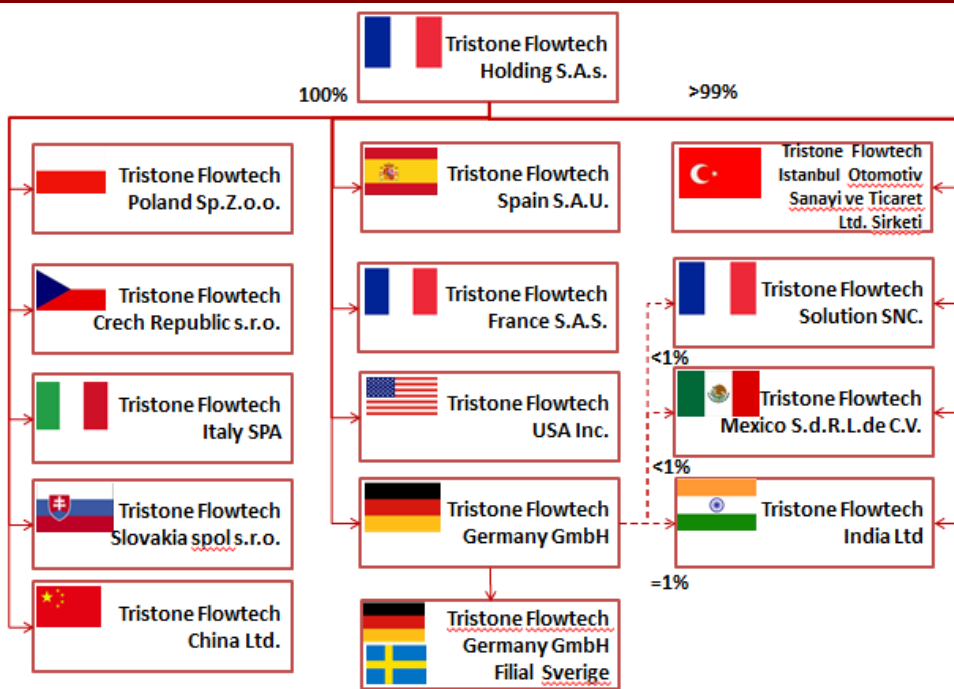 Tristone Flowtech
Holding S.A.s.
100%
>99%
Tristone Flowtech
Poland Sp.Z.o.o.
Tristone Flowtech
Spain S.A.U.
Tristone Flowtech
Istanbul Otomotiv
Sanayi ve Ticaret
Ltd. Sirketi
Tristone Flowtech
Crech Republic s.r.o.
Tristone Flowtech
France S.A.S.
Tristone Flowtech
Solution SNC.
<1%
Tristone Flowtech
Italy SPA
Tristone Flowtech
USA Inc.
Tristone Flowtech
Mexico S.d.R.L.de C.V.
<1%
Tristone Flowtech
Slovakia spol s.r.o.
Tristone Flowtech
Germany GmbH
Tristone Flowtech
India Ltd
=1%
Tristone Flowtech
China Ltd.
Tristone Flowtech
Germany GmbH
Filial Sverige